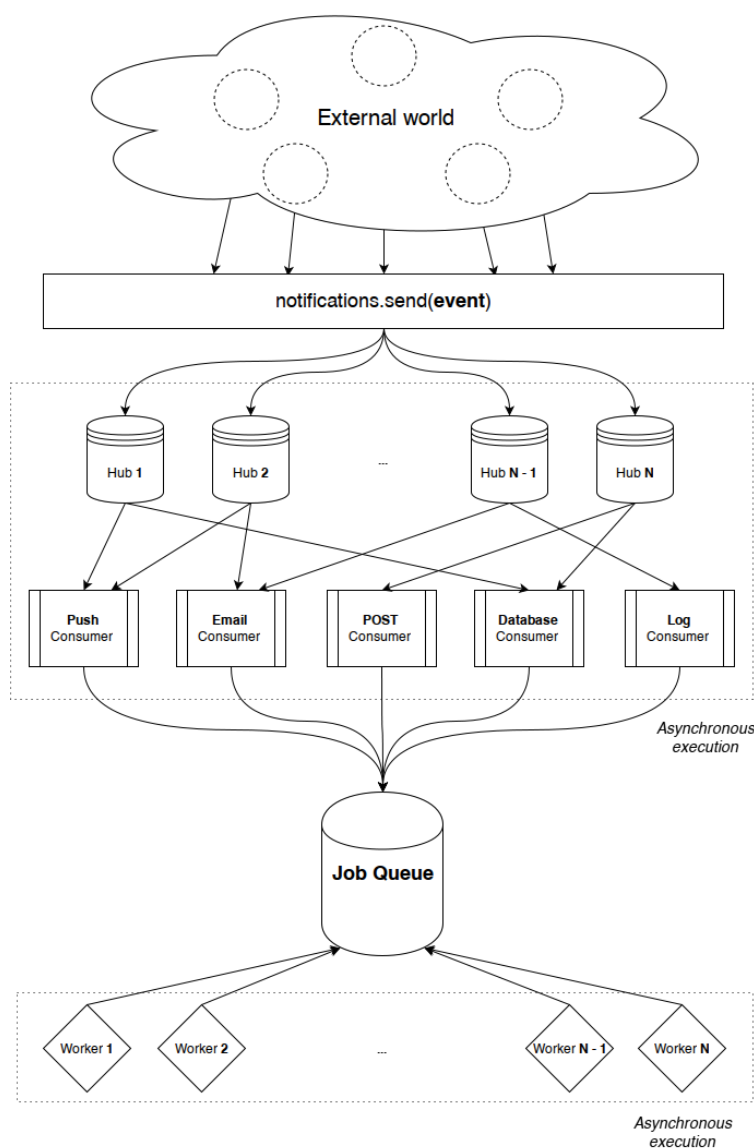 External world
notifications.send(event)
Hub 1
Hub 2
...
Hub N - 1
Hub N
Push
Consumer
Email
Consumer
POST
Consumer
Database
Consumer
Log
Consumer
Asynchronous
execution
Job Queue
Worker 1
Worker 2
...
Worker N - 1
Worker N
Asynchronous
execution